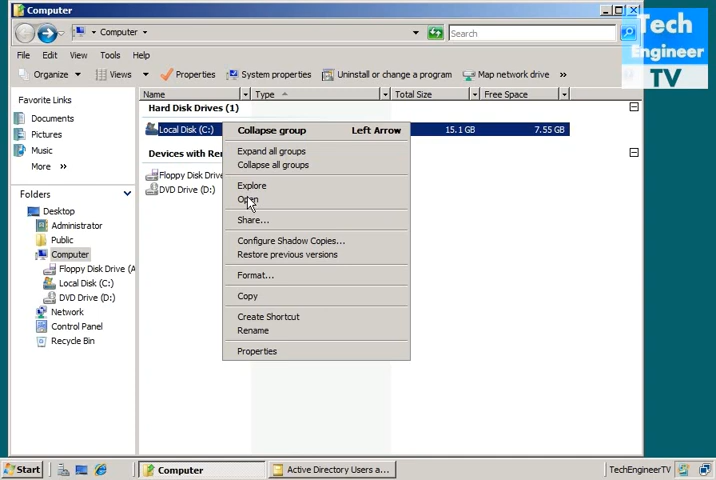 Computer
Computer
Search
Tech
Engineer
TV
File Edit View Tools Help
Organize Views Properties System properties Uninstall or change a program Map network drive »
Favorite Links
Documents
Pictures
Music
More »
Folders
Desktop
Administrator
Public
Computer
Floppy Disk Drive (A
Local Disk (C:)
DVD Drive (D:)
Network
Control Panel
Recycle Bin
Name Type Total Size Free Space
Hard Disk Drives (1)
Local Disk (C:) 15.1 GB 7.55 GB
Devices with Rem
Floppy Disk Drive
DVD Drive (D:)
Collapse group Left Arrow
Expand all groups
Collapse all groups
Explore
Open
Share...
Configure Shadow Copies...
Restore previous versions
Format...
Copy
Create Shortcut
Rename
Properties
Start Computer Active Directory Users a... TechEngineerTV